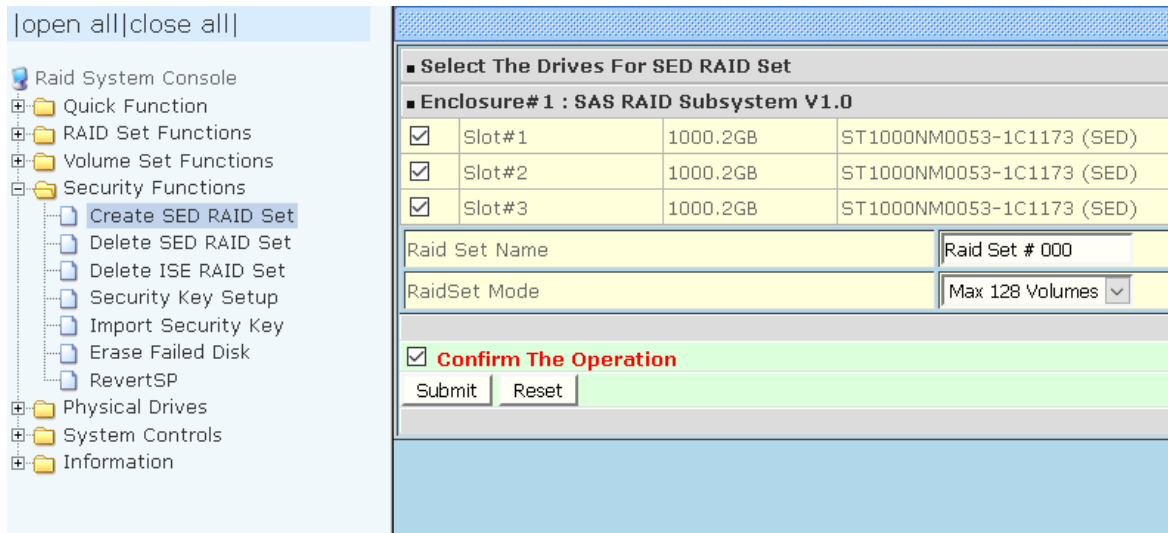 |open all|close all|
Raid System Console
Quick Function
RAID Set Functions
Volume Set Functions
Security Functions
Create SED RAID Set
Delete SED RAID Set
Delete ISE RAID Set
Security Key Setup
Import Security Key
Erase Failed Disk
RevertSP
Physical Drives
System Controls
Information
Select The Drives For SED RAID Set
Enclosure#1 : SAS RAID Subsystem V1.0
Slot#1 1000.2GB ST1000NM0053-1C1173 (SED)
Slot#2 1000.2GB ST1000NM0053-1C1173 (SED)
Slot#3 1000.2GB ST1000NM0053-1C1173 (SED)
Raid Set Name Raid Set # 000
RaidSet Mode Max 128 Volumes
Confirm The Operation
Submit Reset